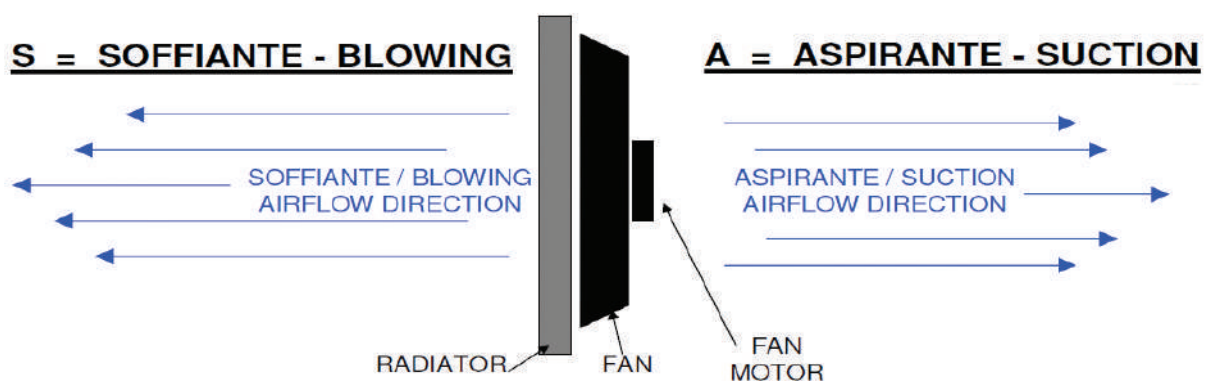 S = SOFFIANTE - BLOWING
A = ASPIRANTE - SUCTION
SOFFIANTE / BLOWING
AIRFLOW DIRECTION
ASPIRANTE / SUCTION
AIRFLOW DIRECTION
RADIATOR
FAN
FAN
MOTOR